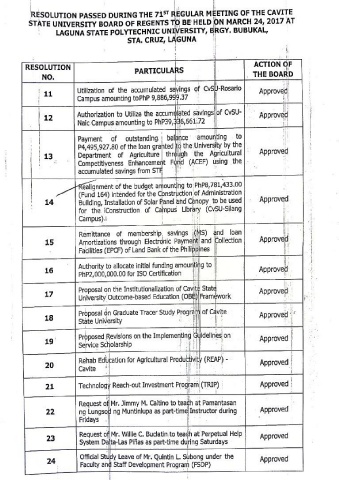 RESOLUTION PASSED DURING THE 71ST REGULAR MEETING OF THE CAVITE
STATE UNIVERSITY BOARD OF REGENTS TO BE HELD ON MARCH 24, 2017 AT
LAGUNA STATE POLYTECHNIC UNIVERSITY, BRGY. BUBUKAL,
STA. CRUZ, LAGUNA
RESOLUTION NO. PARTICULARS ACTION OF THE BOARD
11 Utilization of the accumulated savings of CvSU-Rosario Approved
Campus amounting to PhP 9,886,999.37
12 Authorization to Utilize the accumulated savings of CvSU- Approved
Naic Campus amounting to PhP39,336,661.72
13 Payment of outstanding balance amounting to Approved
P4,495,927.80 of the loan granted to the University by the
Department of Agriculture through the Agricultural
Competitiveness Enhancement Fund (ACEF) using the
accumulated savings from STF
14 Realignment of the budget amounting to PhP8,781,433.00 Approved
(Fund 164) intended for the Construction of Administration
Building, Installation of Solar Panel and Canopy to be used
for the Construction of Campus Library (CvSU-Silang
Campus)
15 Remittance of membership savings (MS) and loan Approved
Amortizations through Electronic Payment and Collection
Facilities (EPCF) of Land Bank of the Philippines
16 Authority to allocate initial funding amounting to Approved
PhP2,000,000.00 for ISO Certification
17 Proposal on the Institutionalization of Cavite State Approved
University Outcome-based Education (OBE) Framework
18 Proposal on Graduate Tracer Study Program of Cavite Approved
State University
19 Proposed Revisions on the Implementing Guidelines on Approved
Service Scholarship
20 Rehab Education for Agricultural Productivity (REAP) - Approved
Cavite
21 Technology Reach-out Investment Program (TRIP) Approved
22 Request of Mr. Jimmy M. Caltino to teach at Pamantasan Approved
ng Lungsod ng Muntinlupa as part-time Instructor during
Fridays
23 Request of Mr. Willie C. Budatin to teach at Perpetual Help Approved
System Dalta-Las Piñas as part-time during Saturdays
24 Official Study Leave of Mr. Quintin L. Subong under the Approved
Faculty and Staff Development Program (FSDP)